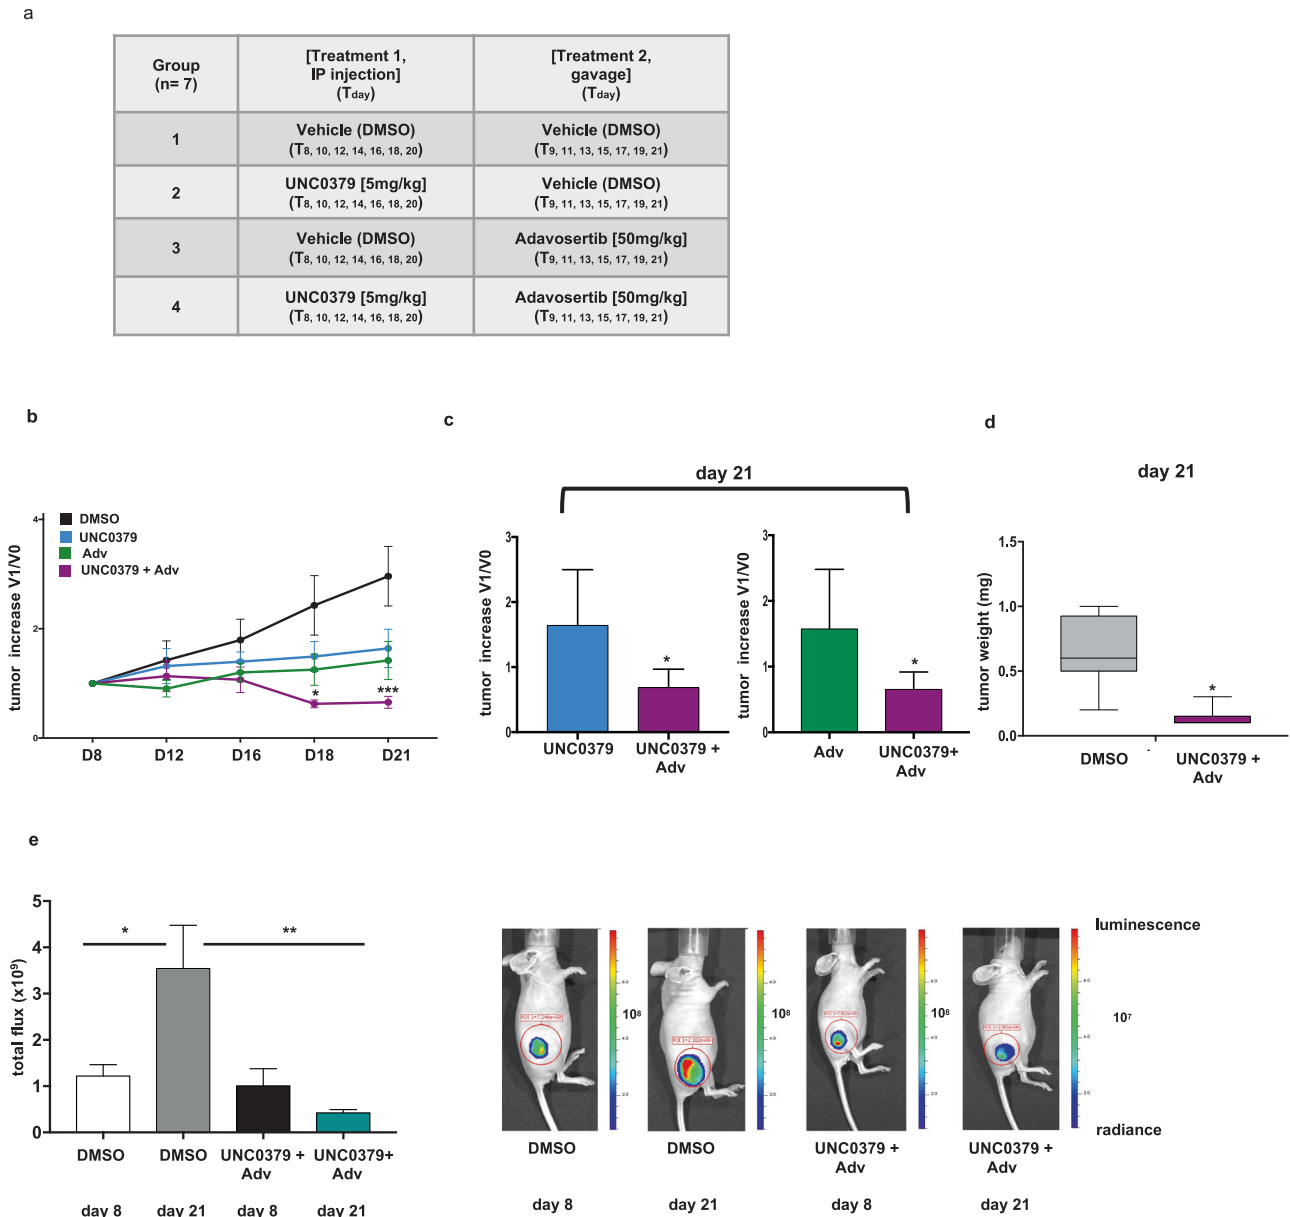 a
Group
(n= 7)
[Treatment 1,
IP injection]
(Tday)
[Treatment 2,
gavage]
(Tday)
1
Vehicle (DMSO)
(T8, 10, 12, 14, 16, 18, 20)
Vehicle (DMSO)
(T9, 11, 13, 15, 17, 19, 21)
2
UNC0379 [5mg/kg]
(T8, 10, 12, 14, 16, 18, 20)
Vehicle (DMSO)
(T9, 11, 13, 15, 17, 19, 21)
3
Vehicle (DMSO)
(T8, 10, 12, 14, 16, 18, 20)
Adavosertib [50mg/kg]
(T9, 11, 13, 15, 17, 19, 21)
4
UNC0379 [5mg/kg]
(T8, 10, 12, 14, 16, 18, 20)
Adavosertib [50mg/kg]
(T9, 11, 13, 15, 17, 19, 21)
b
tumor increase V1/V0
4
2
0
DMSO
UNC0379
Adv
UNC0379 + Adv
*
***
D8 D12 D16 D18 D21
c
day 21
tumor increase V1/V0
3
2
1
0
*
UNC0379
UNC0379 +
Adv
tumor increase V1/V0
3
2
1
0
*
Adv
UNC0379+
Adv
d
day 21
tumor weight (mg)
1.5
1.0
0.5
0.0
*
DMSO
UNC0379 +
Adv
e
total flux (x10⁹)
5
4
3
2
1
0
*
**
DMSO
DMSO
UNC0379 +
Adv
UNC0379+
Adv
day 8
day 21
day 8
day 21
10⁸
10⁸
10⁸
luminescence
10⁷
radiance
DMSO
DMSO
UNC0379 +
Adv
UNC0379 +
Adv
day 8
day 21
day 8
day 21